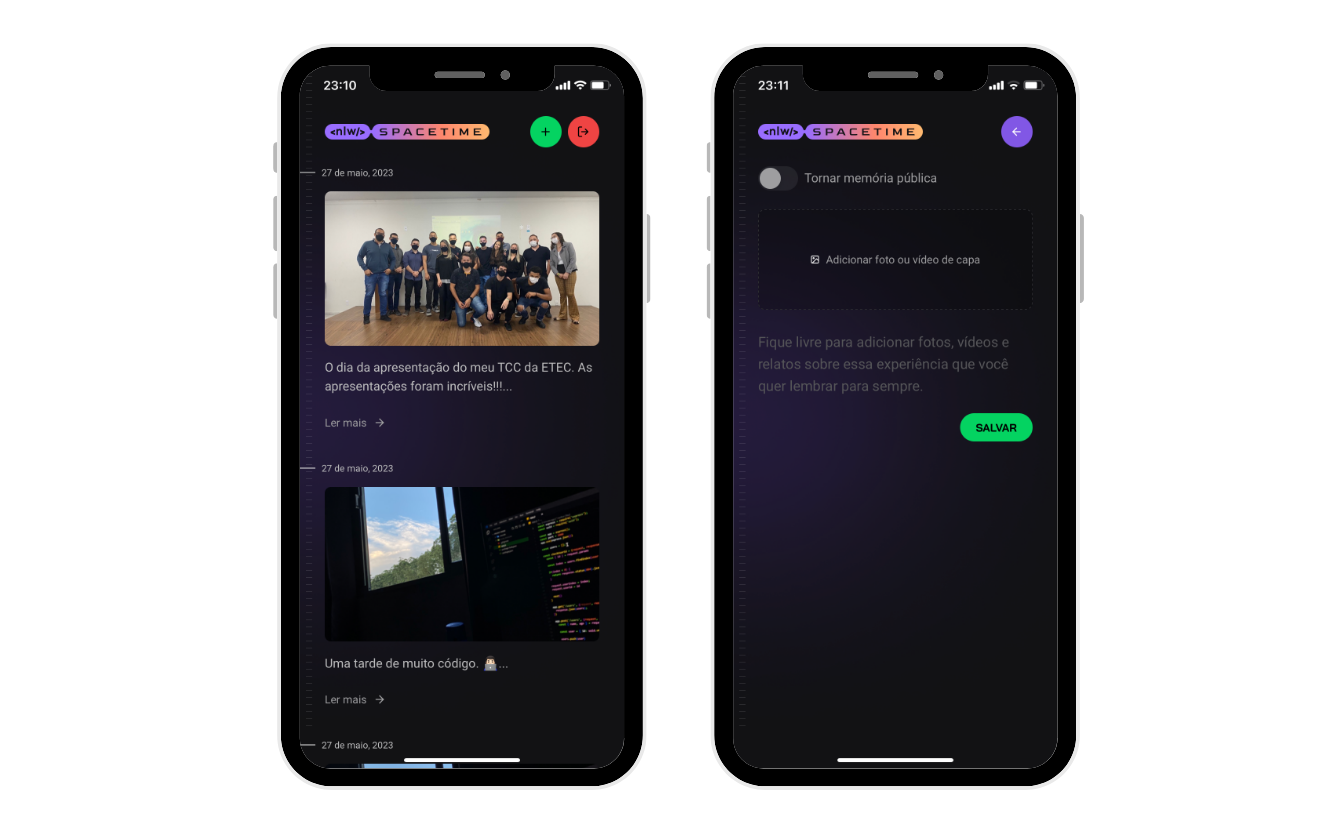 23:10
<nlw/> SPACETIME
27 de maio, 2023
O dia da apresentação do meu TCC da ETEC. As
apresentações foram incríveis!!!...
Ler mais
27 de maio, 2023
Uma tarde de muito código. 👨🏻‍💻...
Ler mais
27 de maio, 2023
23:11
<nlw/> SPACETIME
Tornar memória pública
Adicionar foto ou vídeo de capa
Fique livre para adicionar fotos, vídeos e
relatos sobre essa experiência que você
quer lembrar para sempre.
SALVAR